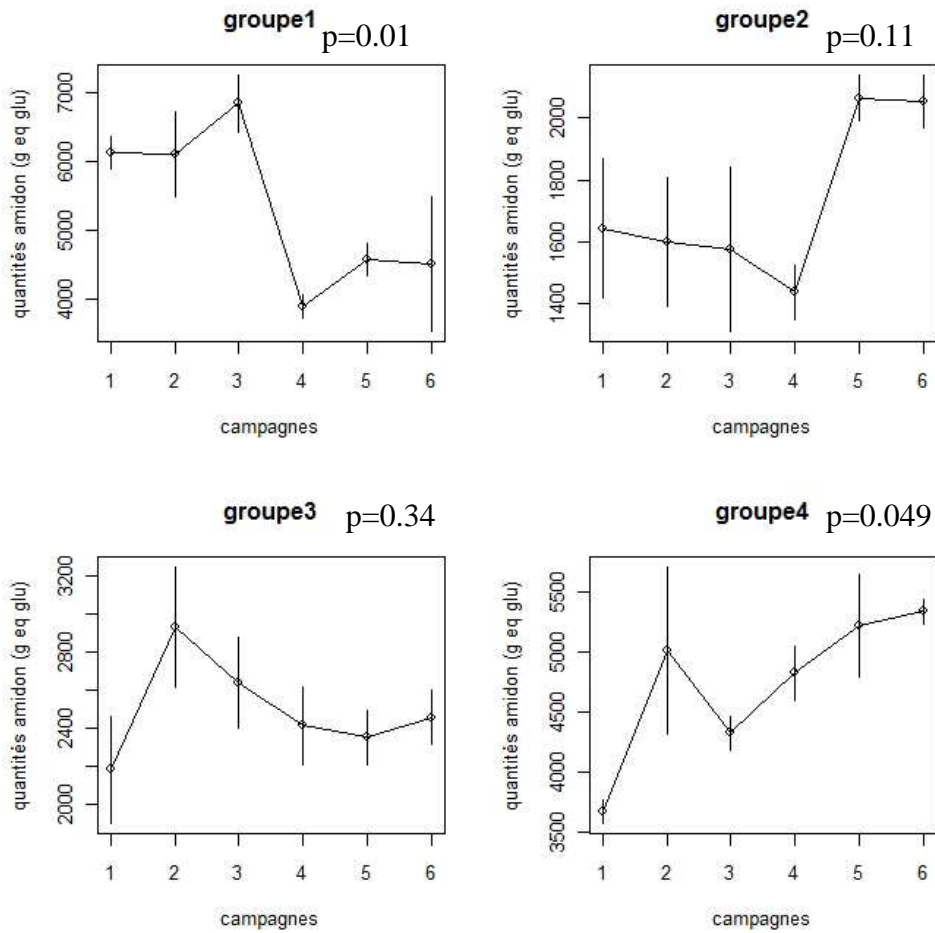 groupe1 p=0.01
quantités amidon (g eq glu)
7000
6000
5000
4000
1 2 3 4 5 6
campagnes
groupe2 p=0.11
quantités amidon (g eq glu)
2000
1800
1600
1400
1 2 3 4 5 6
campagnes
groupe3 p=0.34
quantités amidon (g eq glu)
3200
2800
2400
2000
1 2 3 4 5 6
campagnes
groupe4 p=0.049
quantités amidon (g eq glu)
5500
5000
4500
4000
3500
1 2 3 4 5 6
campagnes